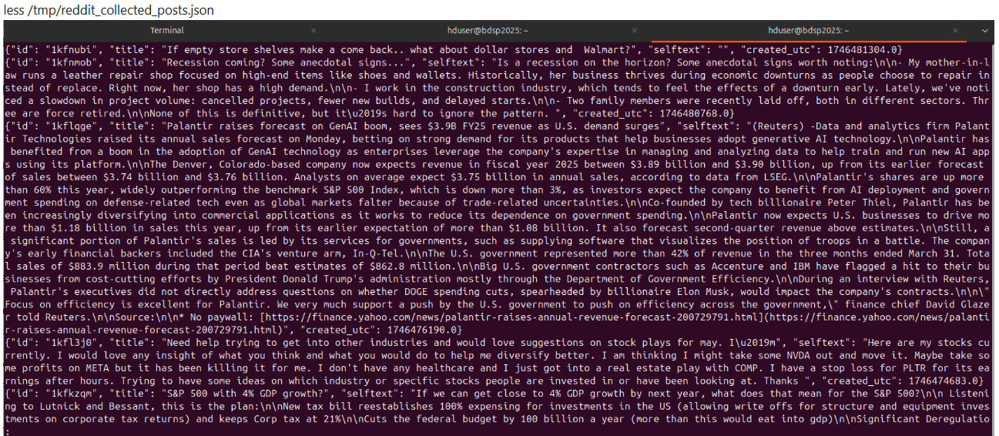 less /tmp/reddit_collected_posts.json
Terminal
hduser@bdsp2025: ~
hduser@bdsp2025: ~
{"id": "1kfnubi", "title": "If empty store shelves make a come back.. what about dollar stores and  Walmart?", "selftext": "", "created_utc": 1746481304.0}
{"id": "1kfnmob", "title": "Recession coming? Some anecdotal signs...", "selftext": "Is a recession on the horizon? Some anecdotal signs worth noting:\n\n- My mother-in-l
aw runs a leather repair shop focused on high-end items like shoes and wallets. Historically, her business thrives during economic downturns as people choose to repair in
stead of replace. Right now, her shop has a high demand.\n\n- I work in the construction industry, which tends to feel the effects of a downturn early. Lately, we've noti
ced a slowdown in project volume: cancelled projects, fewer new builds, and delayed starts.\n\n- Two family members were recently laid off, both in different sectors. Thr
ee are force retired.\n\nNone of this is definitive, but it\u2019s hard to ignore the pattern. ", "created_utc": 1746480768.0}
{"id": "1kflqge", "title": "Palantir raises forecast on GenAI boom, sees $3.9B FY25 revenue as U.S. demand surges", "selftext": "(Reuters) -Data and analytics firm Palant
ir Technologies raised its annual sales forecast on Monday, betting on strong demand for its products that help businesses adopt generative AI technology.\n\nPalantir has
 benefited from a boom in the adoption of GenAI technology as enterprises leverage the company's expertise in managing and analyzing data to help train and run new AI app
s using its platform.\n\nThe Denver, Colorado-based company now expects revenue in fiscal year 2025 between $3.89 billion and $3.90 billion, up from its earlier forecast 
of sales between $3.74 billion and $3.76 billion. Analysts on average expect $3.75 billion in annual sales, according to data from LSEG.\n\nPalantir's shares are up more 
than 60% this year, widely outperforming the benchmark S&P 500 Index, which is down more than 3%, as investors expect the company to benefit from AI deployment and govern
ment spending on defense-related tech even as global markets falter because of trade-related uncertainties.\n\nCo-founded by tech billionaire Peter Thiel, Palantir has be
en increasingly diversifying into commercial applications as it works to reduce its dependence on government spending.\n\nPalantir now expects U.S. businesses to drive mo
re than $1.18 billion in sales this year, up from its earlier expectation of more than $1.08 billion. It also forecast second-quarter revenue above estimates.\n\nStill, a
 significant portion of Palantir's sales is led by its services for governments, such as supplying software that visualizes the position of troops in a battle. The compan
y's early financial backers included the CIA's venture arm, In-Q-Tel.\n\nThe U.S. government represented more than 42% of revenue in the three months ended March 31. Tota
l sales of $883.9 million during that period beat estimates of $862.8 million.\n\nBig U.S. government contractors such as Accenture and IBM have flagged a hit to their bu
sinesses from cost-cutting efforts by President Donald Trump's administration mostly through the Department of Government Efficiency.\n\nDuring an interview with Reuters,
 Palantir's executives did not directly address questions on whether DOGE spending cuts, spearheaded by billionaire Elon Musk, would impact the company's contracts.\n\n\"
Focus on efficiency is excellent for Palantir. We very much support a push by the U.S. government to push on efficiency across the government,\" finance chief David Glaze
r told Reuters.\n\nSource:\n\n* No paywall: [https://finance.yahoo.com/news/palantir-raises-annual-revenue-forecast-200729791.html](https://finance.yahoo.com/news/palanti
r-raises-annual-revenue-forecast-200729791.html)", "created_utc": 1746476190.0}
{"id": "1kfl3j0", "title": "Need help trying to get into other industries and would love suggestions on stock plays for may. I\u2019m", "selftext": "Here are my stocks cu
rrently. I would love any insight of what you think and what you would do to help me diversify better. I am thinking I might take some NVDA out and move it. Maybe take so
me profits on META but it has been killing it for me. I don't have any healthcare and I just got into a real estate play with COMP. I have a stop loss for PLTR for its ea
rnings after hours. Trying to have some ideas on which industry or specific stocks people are invested in or have been looking at. Thanks ", "created_utc": 1746474683.0}
{"id": "1kfkzqm", "title": "S&P 500 with 4% GDP growth?", "selftext": "If we can get close to 4% GDP growth by next year, what does that mean for the S&P 500?\n\n Listeni
ng to Lutnick and Bessant, this is the plan:\n\nNew tax bill reestablishes 100% expensing for investments in the US (allowing write offs for structure and equipment inves
tments on corporate tax returns) and keeps Corp tax at 21%\n\nCuts the federal budget by 100 billion a year (more than this would eat into gdp)\n\nSignificant Deregulatio
: